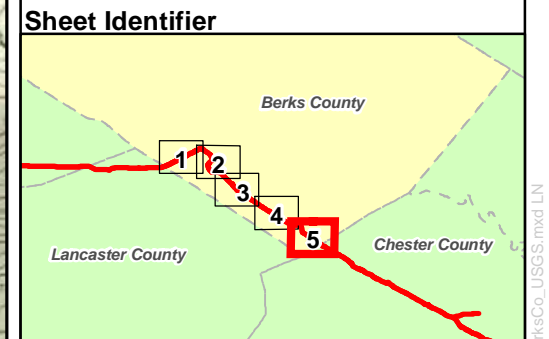 Sheet Identifier
Berks County
1
2
3
4
5
Lancaster County
Chester County
rksCo_USGS.mxd LN